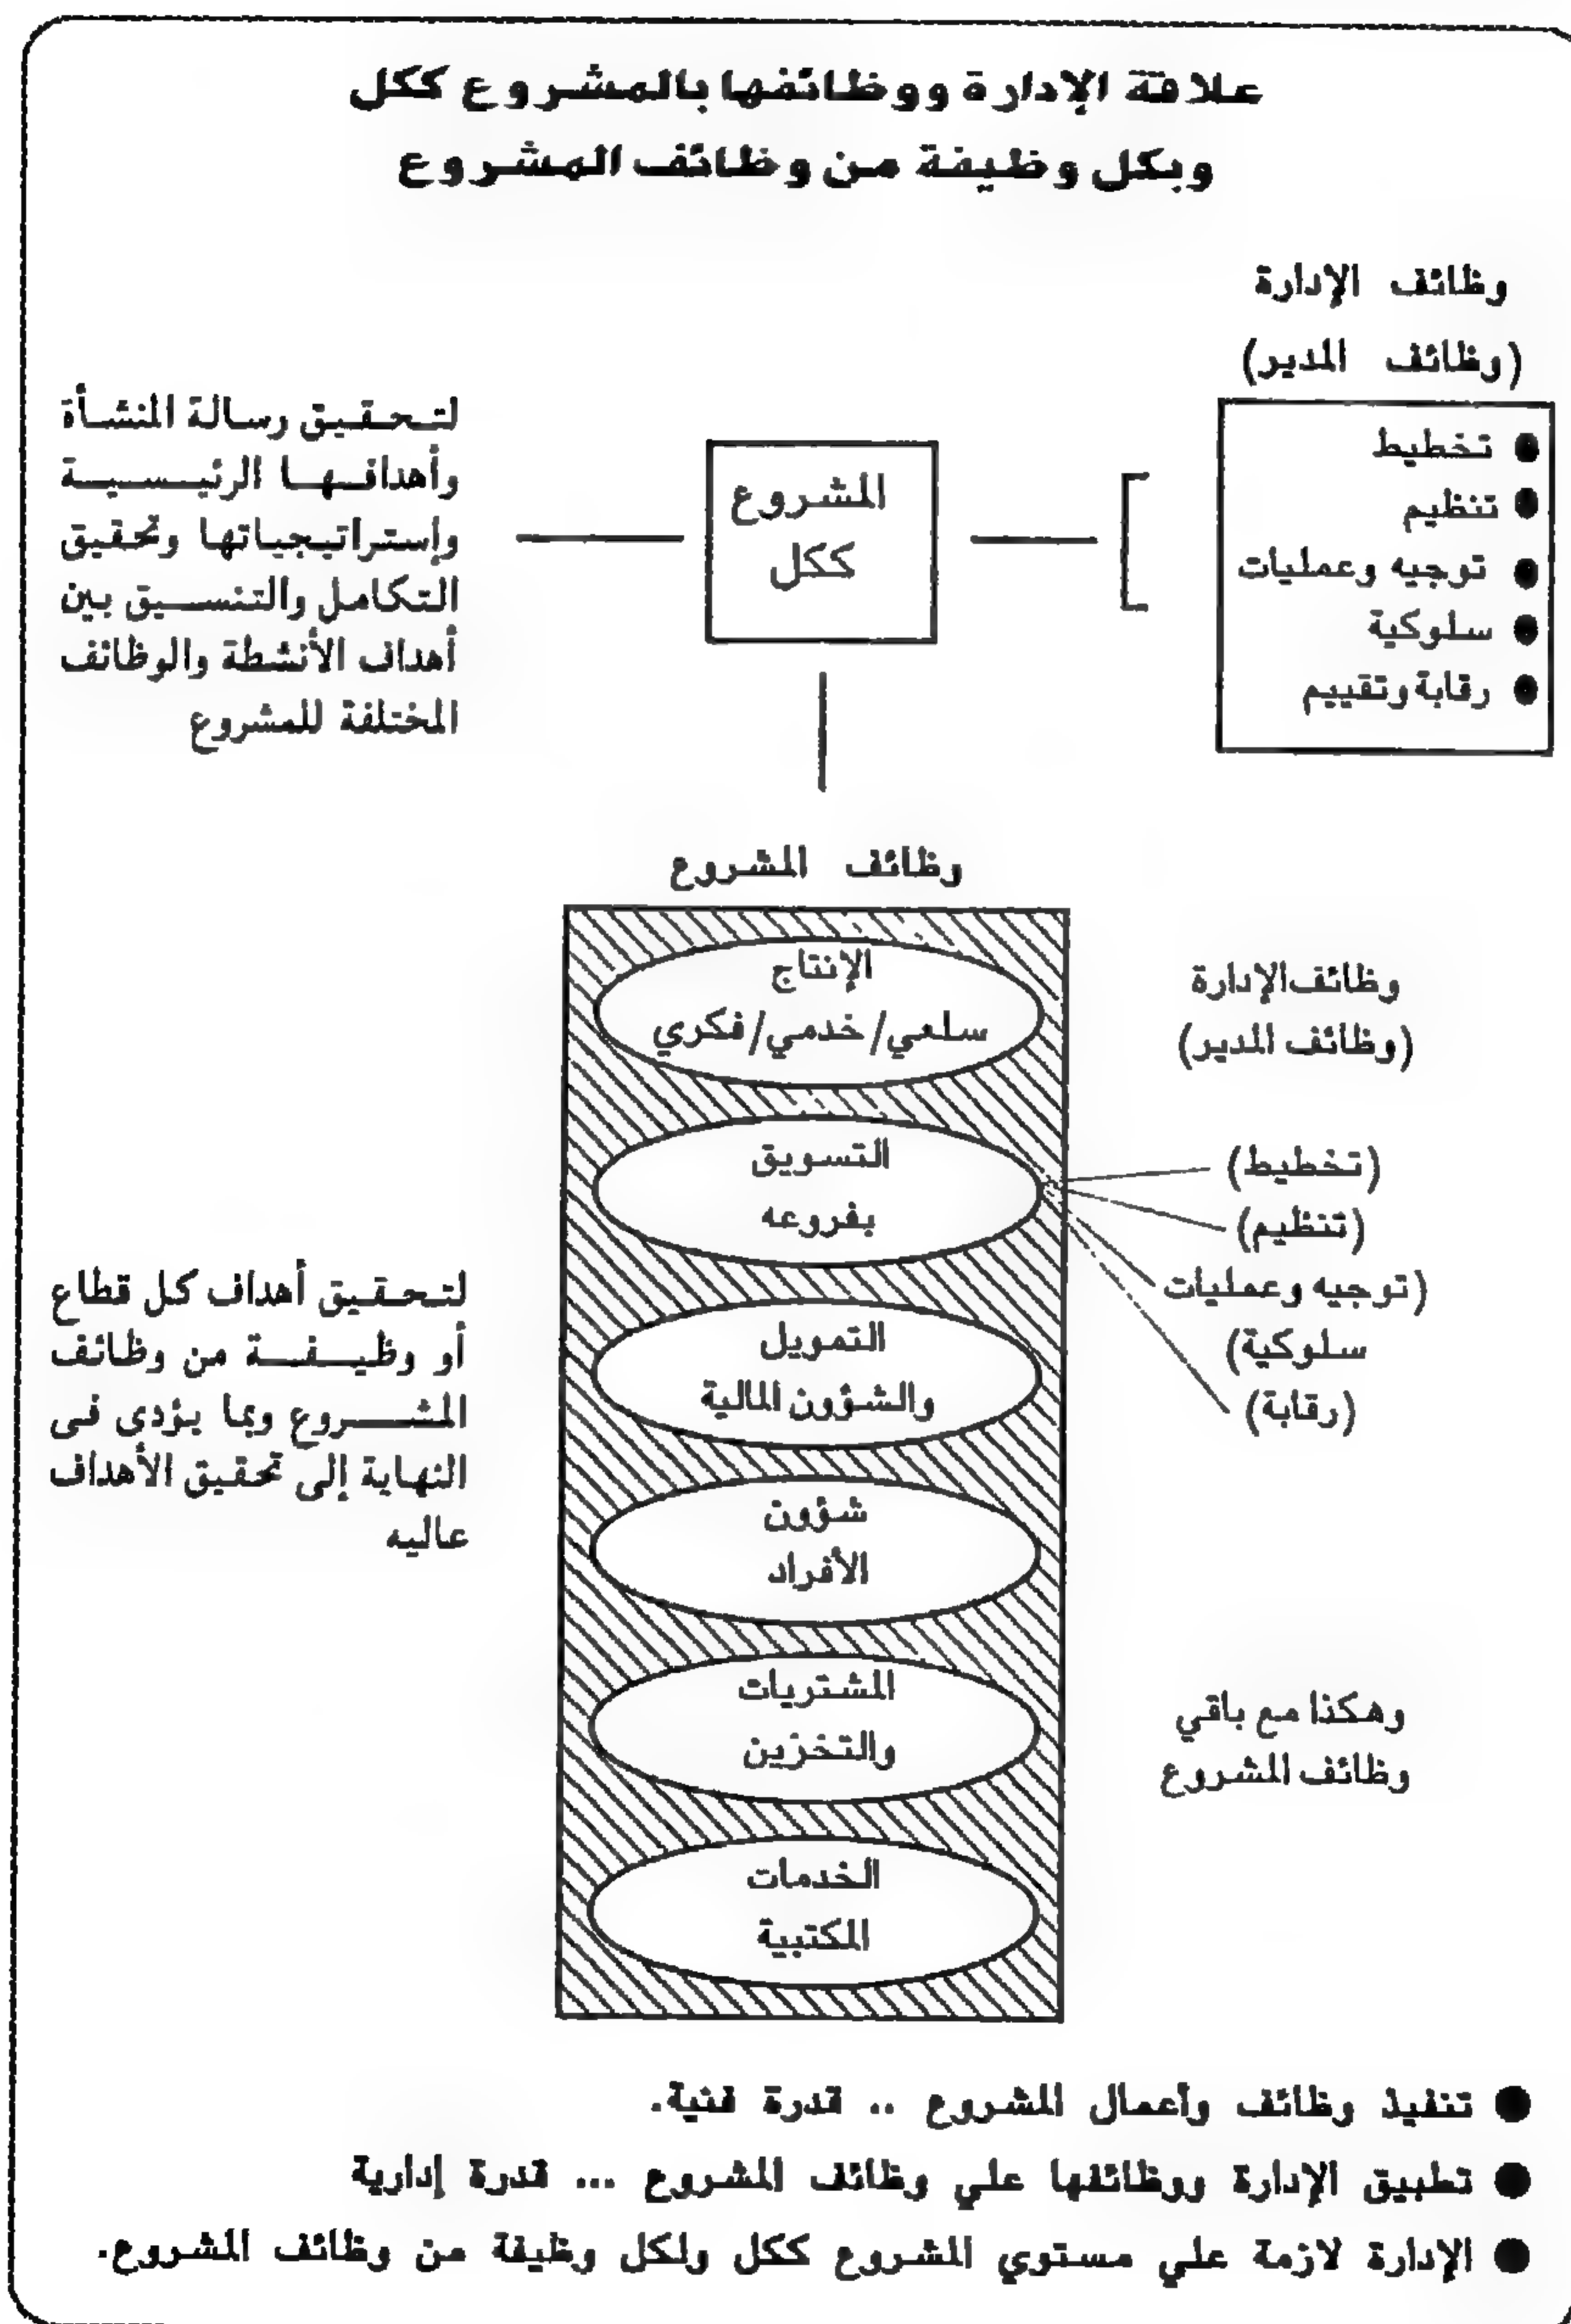 علاقة الإدارة ووظائفها بالمشروع ككل
وبكل وظيفة من وظائف المشروع
وظائف الإدارة
(وظائف المدير)
● تخطيط
● تنظيم
● توجيه وعمليات
● سلوكية
● رقابة وتقييم
المشروع
ككل
لتحقيق رسالة المنشأة
وأهدافها الرئيسية
وإستراتيجياتها وتحقيق
التكامل والتنسيق بين
أهداف الأنشطة والوظائف
المختلفة للمشروع
وظائف المشروع
الإنتاج
سلعي/خدمي/فكري
التسويق
بفروعه
التمويل
والشؤون المالية
شؤون
الأفراد
المشتريات
والتخزين
الخدمات
المكتبية
وظائف الإدارة
(وظائف المدير)
(تخطيط)
(تنظيم)
(توجيه وعمليات
سلوكية)
(رقابة)
وهكذا مع باقي
وظائف المشروع
لتحقيق أهداف كل قطاع
أو وظيفة من وظائف
المشروع وبما يؤدى فى
النهاية إلى تحقيق الأهداف
عاليه
● تنفيذ وظائف وأعمال المشروع .. قدرة فنية.
● تطبيق الإدارة ووظائفها علي وظائف المشروع ... قدرة إدارية
● الإدارة لازمة علي مستوي المشروع ككل ولكل وظيفة من وظائف المشروع.